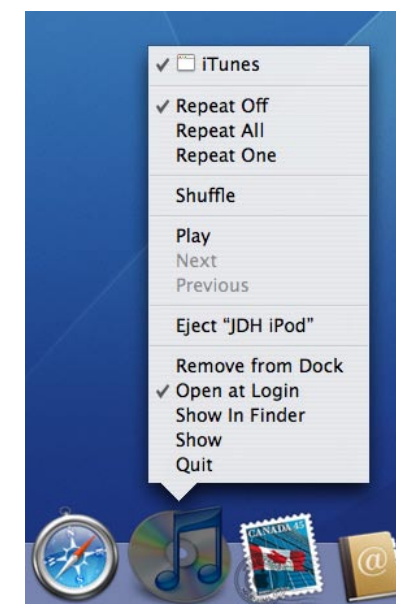 iTunes
Repeat Off
Repeat All
Repeat One
Shuffle
Play
Next
Previous
Eject “JDH iPod”
Remove from Dock
Open at Login
Show In Finder
Show
Quit
CANADA 45
@